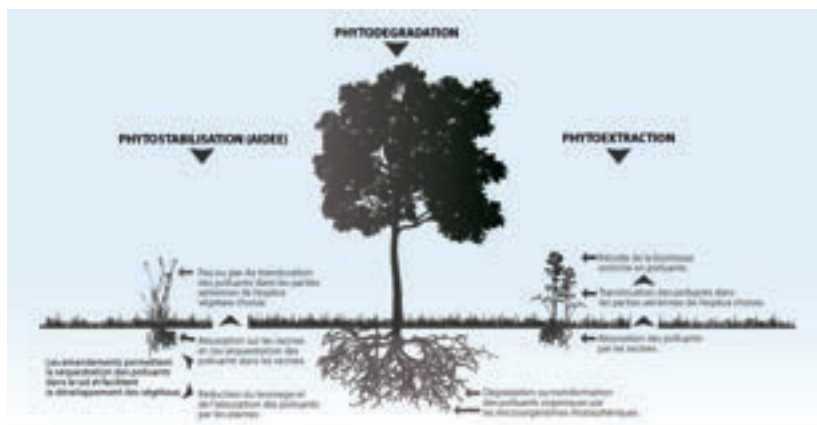 PHYTODEGRADATION
PHYTOSTABILISATION (AIDEE)
PHYTOEXTRACTION
Peu ou pas de translocation
des polluants dans les parties
aériennes de l'espèce
végétale choisie
Récolte de la biomasse
enrichie en polluants
Translocation des polluants dans
les parties aériennes de l'espèce choisie
Absorption des polluants
par les racines
Adsorption sur les racines
et/ou séquestration des
polluants dans les racines
Les amendements permettent
la séquestration des polluants
dans le sol et facilitent
le développement des végétaux
Réduction du lessivage et
de l'absorption des polluants
par les plantes
Dégradation ou transformation
des polluants organiques par
les microorganismes rhizosphériques